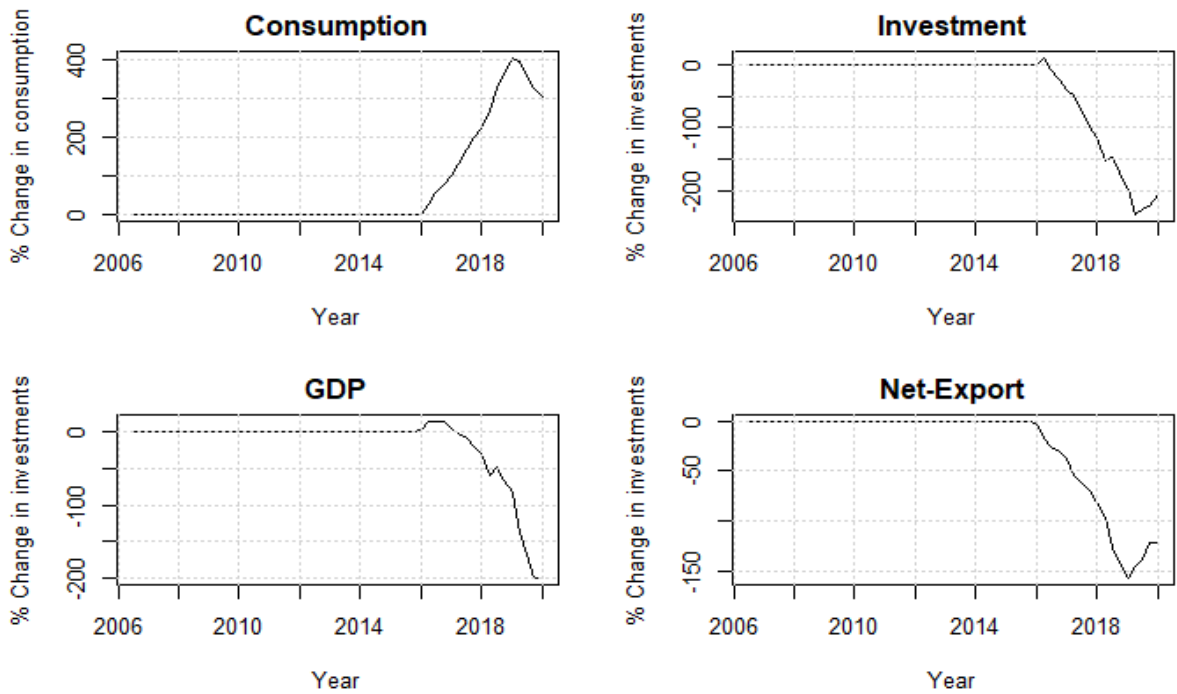 Consumption
% Change in consumption
400
200
0
2006 2010 2014 2018
Year
Investment
% Change in investments
0
-100
-200
2006 2010 2014 2018
Year
GDP
% Change in investments
0
-100
-200
2006 2010 2014 2018
Year
Net-Export
% Change in investments
0
-50
-150
2006 2010 2014 2018
Year